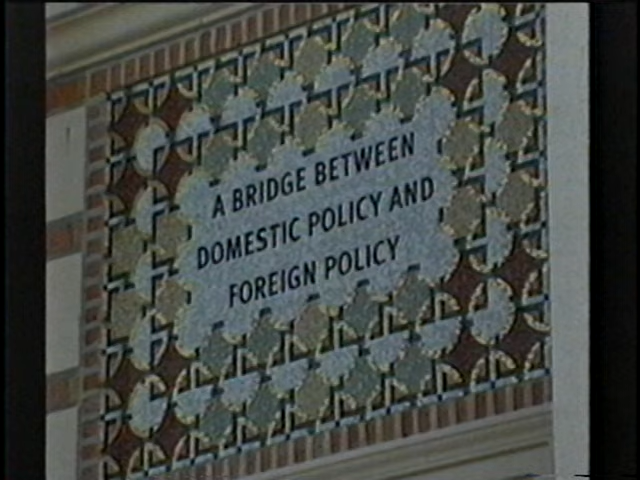 A BRIDGE BETWEEN
DOMESTIC POLICY AND
FOREIGN POLICY